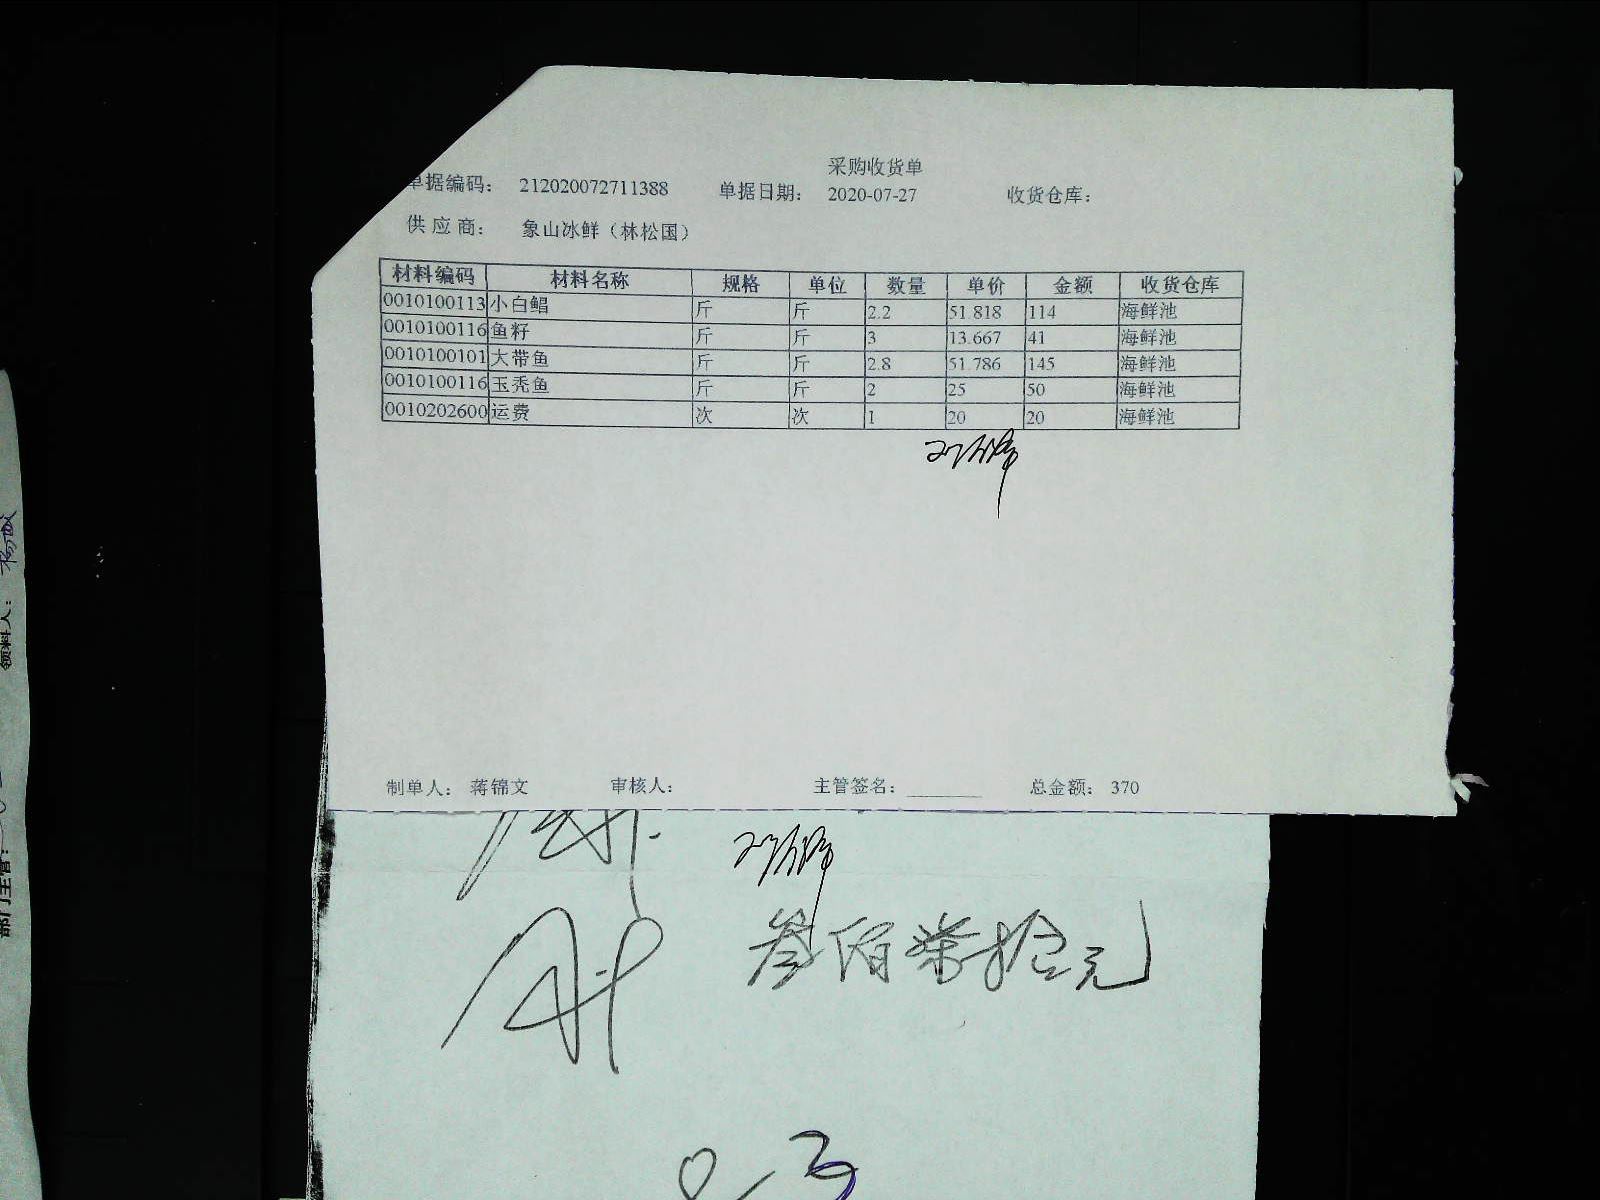 采购收货单
单据编码： 212020072711388 单据日期： 2020-07-27 收货仓库：
供应商： 象山冰鲜（林松国）
材料编码 材料名称 规格 单位 数量 单价 金额 收货仓库
0010100113 小白鲳 斤 斤 2.2 51.818 114 海鲜池
0010100116 鱼籽 斤 斤 3 13.667 41 海鲜池
0010100101 大带鱼 斤 斤 2.8 51.786 145 海鲜池
0010100116 玉秃鱼 斤 斤 2 25 50 海鲜池
0010202600 运费 次 次 1 20 20 海鲜池
制单人： 蒋锦文 审核人： 主管签名： 总金额： 370
叁佰柒拾元
领料人：
部门主管：